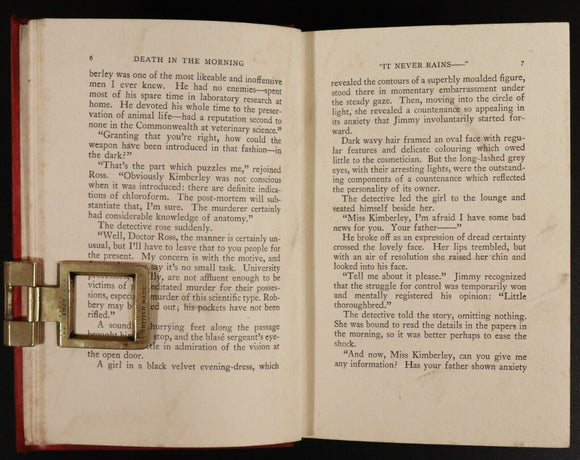 6 DEATH IN THE MORNING
berley was one of the most likeable and inoffensive
men I ever knew. He had no enemies—spent
most of his spare time in laboratory research at
home. He devoted his whole time to the preser-
vation of animal life—had a reputation second to
none in the Commonwealth at veterinary science."
"Granting that you're right, how could the
weapon have been introduced in that fashion—in
the dark?"
"That's the part which puzzles me," rejoined
Ross. "Obviously Kimberley was not conscious
when it was introduced: there are definite indica-
tions of chloroform. The post-mortem will sub-
stantiate that, I'm sure. The murderer certainly
had considerable knowledge of anatomy."
The detective rose suddenly.
"Well, Doctor Ross, the manner is certainly un-
usual, but I'll have to leave that to you people for
the present. My concern is with the motive, and
say it's no small task. University
are not affluent enough to be
victims of editated murder for their posses-
sions, espec murder of this scientific type. Rob-
bery may b ed out; his pockets have not been
rifled."
A sound hurrying feet along the passage
brought hi stop, and the blasé sergeant's eye-
tle in admiration of the vision at
the open door.
A girl in a black velvet evening-dress, which
"IT NEVER RAINS——" 7
revealed the contours of a superbly moulded figure,
stood there in momentary embarrassment under
the steady gaze. Then, moving into the circle of
light, she revealed a countenance so appealing in
its anxiety that Jimmy involuntarily started for-
ward.
Dark wavy hair framed an oval face with regu-
lar features and delicate colouring which owed
little to the cosmetician. But the long-lashed grey
eyes, with their arresting lights, were the outstand-
ing components of a countenance which reflected
the personality of its owner.
The detective led the girl to the lounge and
seated himself beside her.
"Miss Kimberley, I'm afraid I have some bad
news for you. Your father——"
He broke off as an expression of dread certainty
crossed the lovely face. Her lips trembled, but
with an air of resolution she raised her chin and
looked into his face.
"Tell me about it please." Jimmy recognized
that the struggle for control was temporarily won
and mentally registered his opinion: "Little
thoroughbred."
The detective told the story, omitting nothing.
She was bound to read the details in the papers in
the morning, so it was better perhaps to ease the
shock.
"And now, Miss Kimberley, can you give me
any information? Has your father shown anxiety